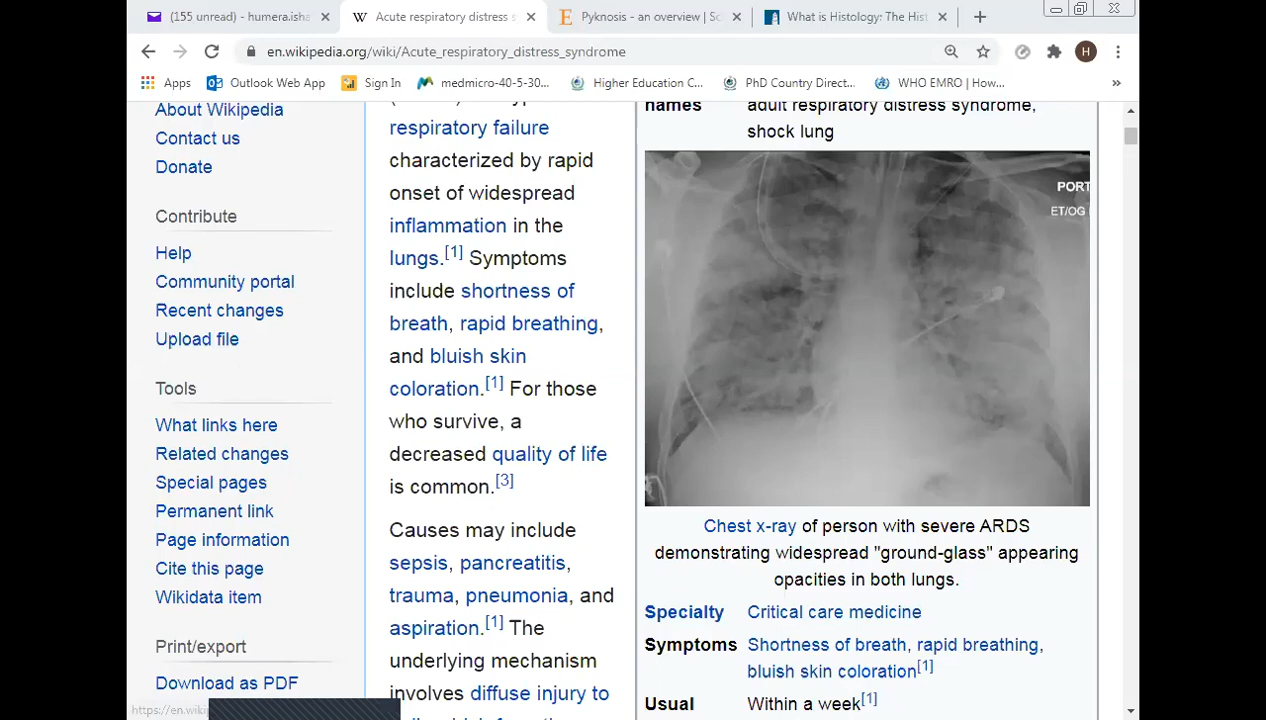 (155 unread) - humera.isha
Acute respiratory distress s
Pyknosis - an overview | Sc
What is Histology: The Hist
en.wikipedia.org/wiki/Acute_respiratory_distress_syndrome
H
Apps
Outlook Web App
Sign In
medmicro-40-5-30...
Higher Education C...
PhD Country Direct...
WHO EMRO | How...
»
About Wikipedia
Contact us
Donate
Contribute
Help
Community portal
Recent changes
Upload file
Tools
What links here
Related changes
Special pages
Permanent link
Page information
Cite this page
Wikidata item
Print/export
Download as PDF
https://en.wikip
respiratory failure
characterized by rapid
onset of widespread
inflammation in the
lungs.[1] Symptoms
include shortness of
breath, rapid breathing,
and bluish skin
coloration.[1] For those
who survive, a
decreased quality of life
is common.[3]
Causes may include
sepsis, pancreatitis,
trauma, pneumonia, and
aspiration.[1] The
underlying mechanism
involves diffuse injury to
names
adult respiratory distress syndrome,
shock lung
PORT
ET/OG
Chest x-ray of person with severe ARDS
demonstrating widespread "ground-glass" appearing
opacities in both lungs.
Specialty Critical care medicine
Symptoms Shortness of breath, rapid breathing,
bluish skin coloration[1]
Usual Within a week[1]